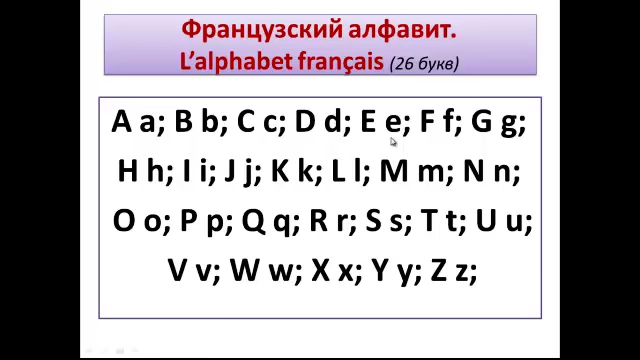 Французский алфавит.
L'alphabet français (26 букв)
A a; B b; C c; D d; E e; F f; G g;
H h; I i; J j; K k; L l; M m; N n;
O o; P p; Q q; R r; S s; T t; U u;
V v; W w; X x; Y y; Z z;